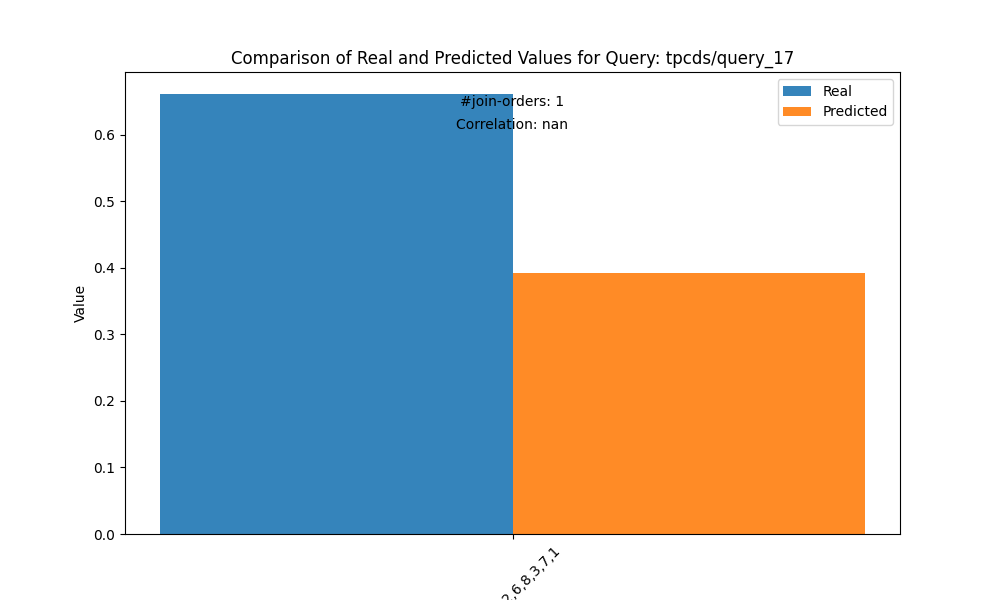 Comparison of Real and Predicted Values for Query: tpcds/query_17
#join-orders: 1
Correlation: nan
Real
Predicted
Value
0.6
0.5
0.4
0.3
0.2
0.1
0.0
2,6,8,3,7,1